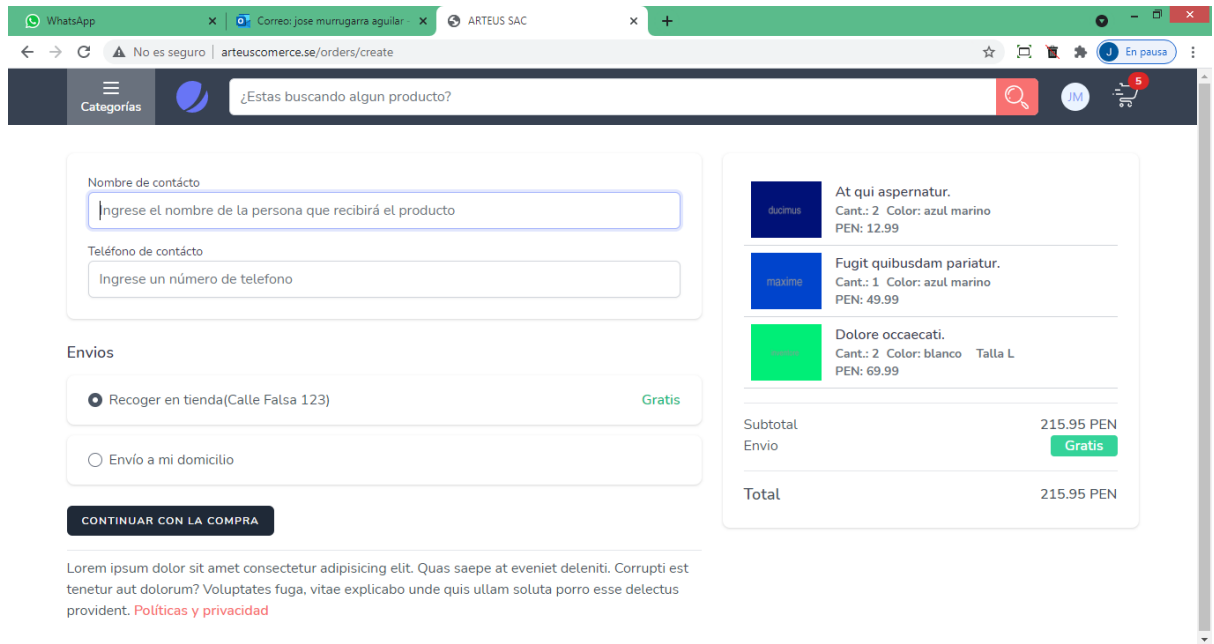 WhatsApp
Correo: jose murrugarra aguilar -
ARTEUS SAC
No es seguro | arteuscomerce.se/orders/create
J En pausa
Categorías
¿Estas buscando algun producto?
JM
5
Nombre de contácto
Ingrese el nombre de la persona que recibirá el producto
Teléfono de contácto
Ingrese un número de telefono
Envios
Recoger en tienda(Calle Falsa 123) Gratis
Envío a mi domicilio
CONTINUAR CON LA COMPRA
Lorem ipsum dolor sit amet consectetur adipisicing elit. Quas saepe at eveniet deleniti. Corrupti est
tenetur aut dolorum? Voluptates fuga, vitae explicabo unde quis ullam soluta porro esse delectus
provident. Políticas y privacidad
ducimus
At qui aspernatur.
Cant.: 2 Color: azul marino
PEN: 12.99
maxime
Fugit quibusdam pariatur.
Cant.: 1 Color: azul marino
PEN: 49.99
Dolore occaecati.
Cant.: 2 Color: blanco Talla L
PEN: 69.99
Subtotal 215.95 PEN
Envio Gratis
Total 215.95 PEN